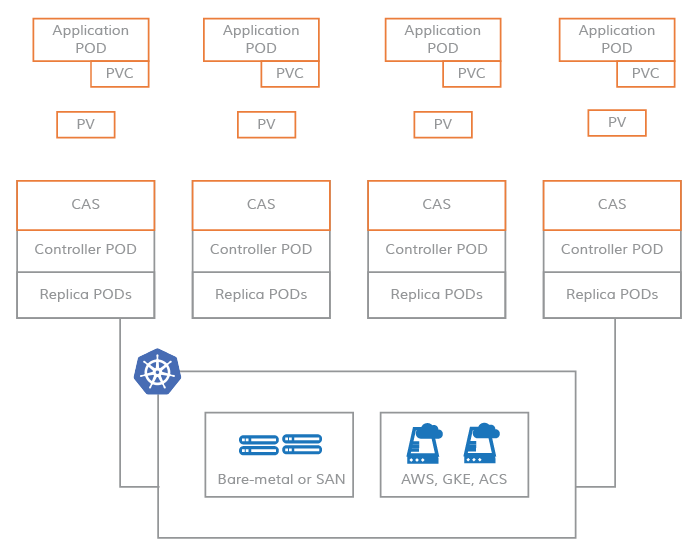 Application
POD
PVC
Application
POD
PVC
Application
POD
PVC
Application
POD
PVC
PV
PV
PV
PV
CAS
CAS
CAS
CAS
Controller POD
Controller POD
Controller POD
Controller POD
Replica PODs
Replica PODs
Replica PODs
Replica PODs
Bare-metal or SAN
AWS, GKE, ACS